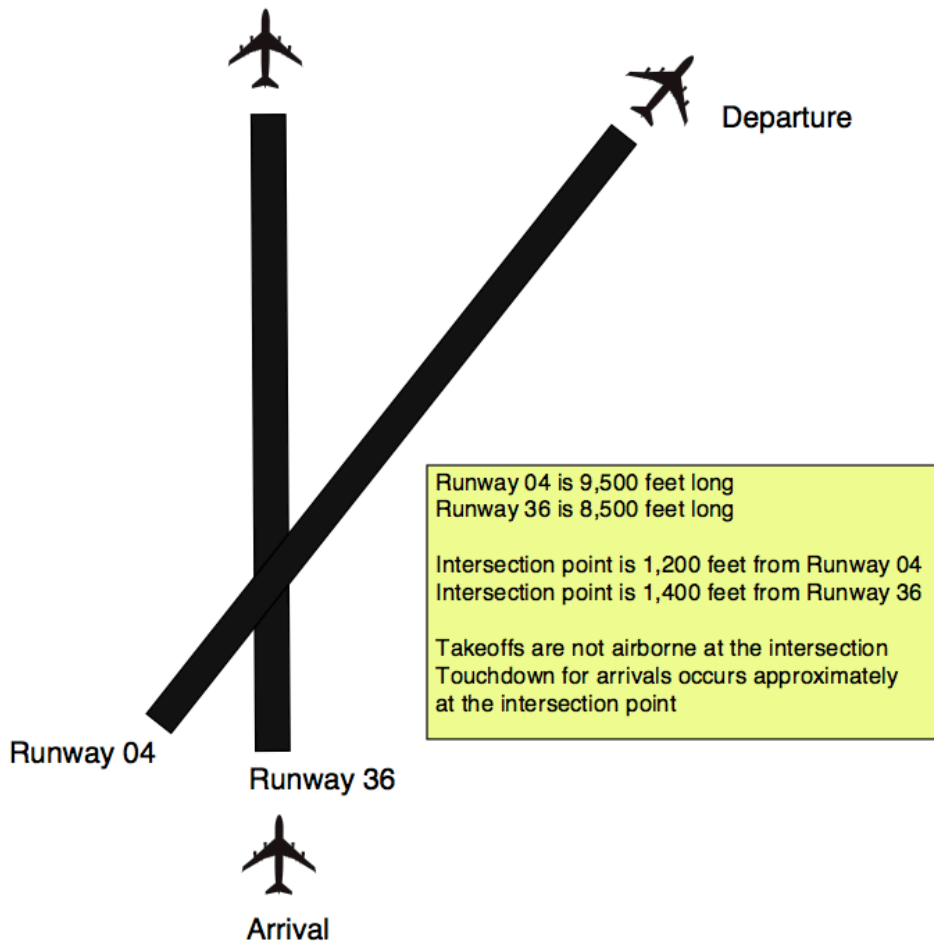 Departure
Runway 04 is 9,500 feet long
Runway 36 is 8,500 feet long
Intersection point is 1,200 feet from Runway 04
Intersection point is 1,400 feet from Runway 36
Takeoffs are not airborne at the intersection
Touchdown for arrivals occurs approximately
at the intersection point
Runway 04
Runway 36
Arrival